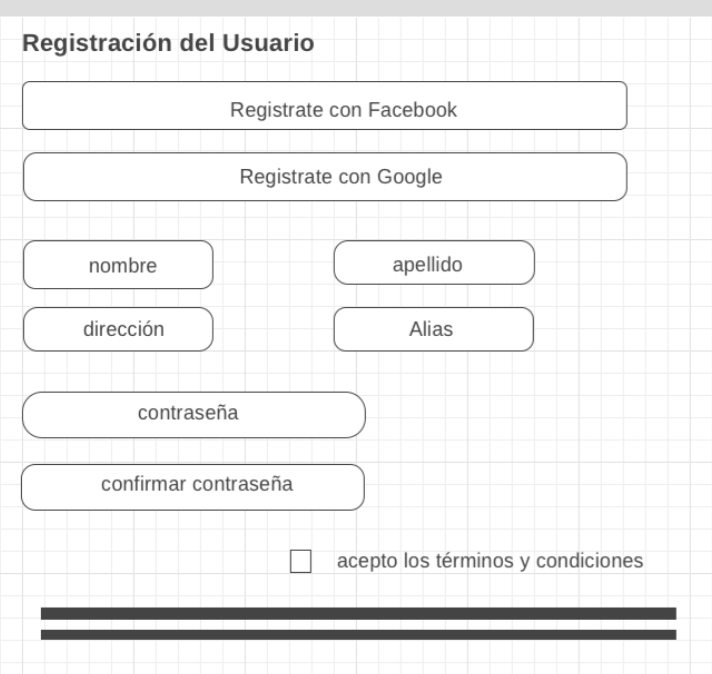 Registración del Usuario
Registrate con Facebook
Registrate con Google
nombre
apellido
dirección
Alias
contraseña
confirmar contraseña
acepto los términos y condiciones